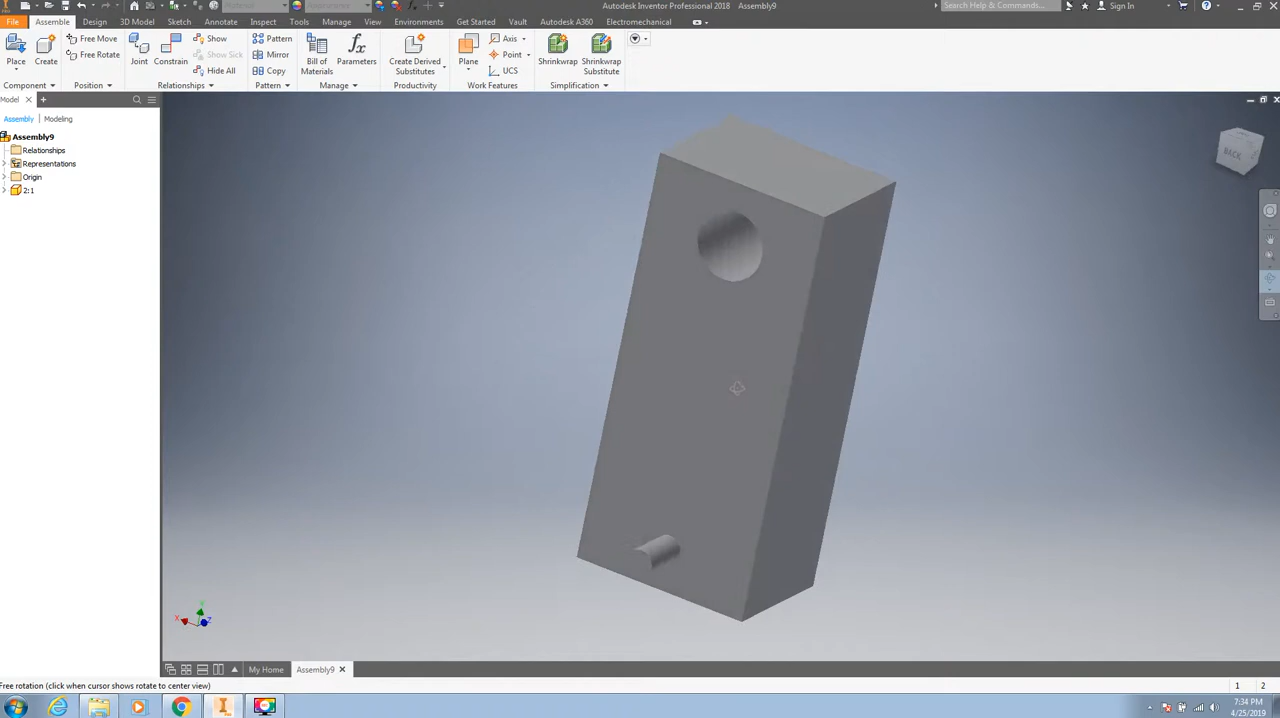 Material
Appearance
Autodesk Inventor Professional 2018 Assembly9
Search Help & Commands...
Sign In
File Assemble Design 3D Model Sketch Annotate Inspect Tools Manage View Environments Get Started Vault Autodesk A360 Electromechanical
Place
Create
Free Move
Free Rotate
Joint
Constrain
Show
Show Sick
Hide All
Pattern
Mirror
Copy
Bill of Materials
Parameters
Create Derived Substitutes
Plane
Axis
Point
UCS
Shrinkwrap
Shrinkwrap Substitute
Component Position Relationships Pattern Manage Productivity Work Features Simplification
Model
Assembly Modeling
Assembly9
Relationships
Representations
Origin
2:1
BACK
X
Z
My Home Assembly9
Free rotation (click when cursor shows rotate to center view)
1 2
7:34 PM
4/25/2019